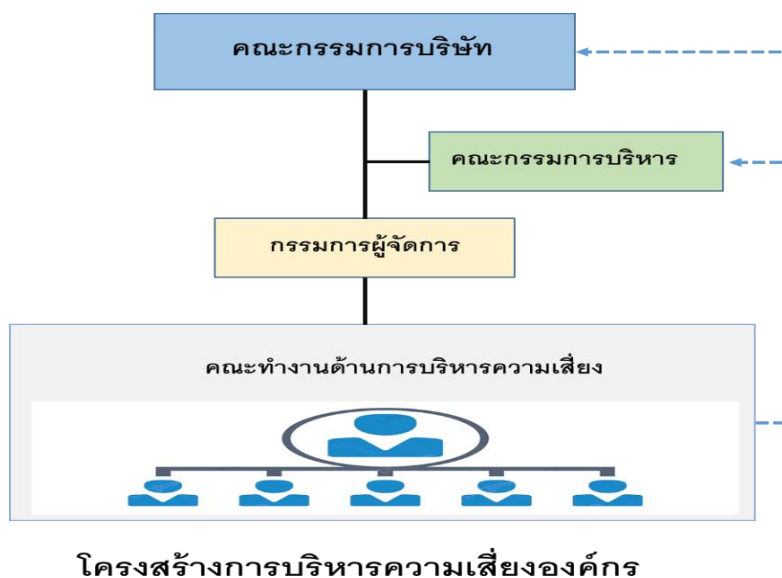 คณะกรรมการบริษัท
คณะกรรมการบริหาร
กรรมการผู้จัดการ
คณะทำงานด้านการบริหารความเสี่ยง
โครงสร้างการบริหารความเสี่ยงองค์กร